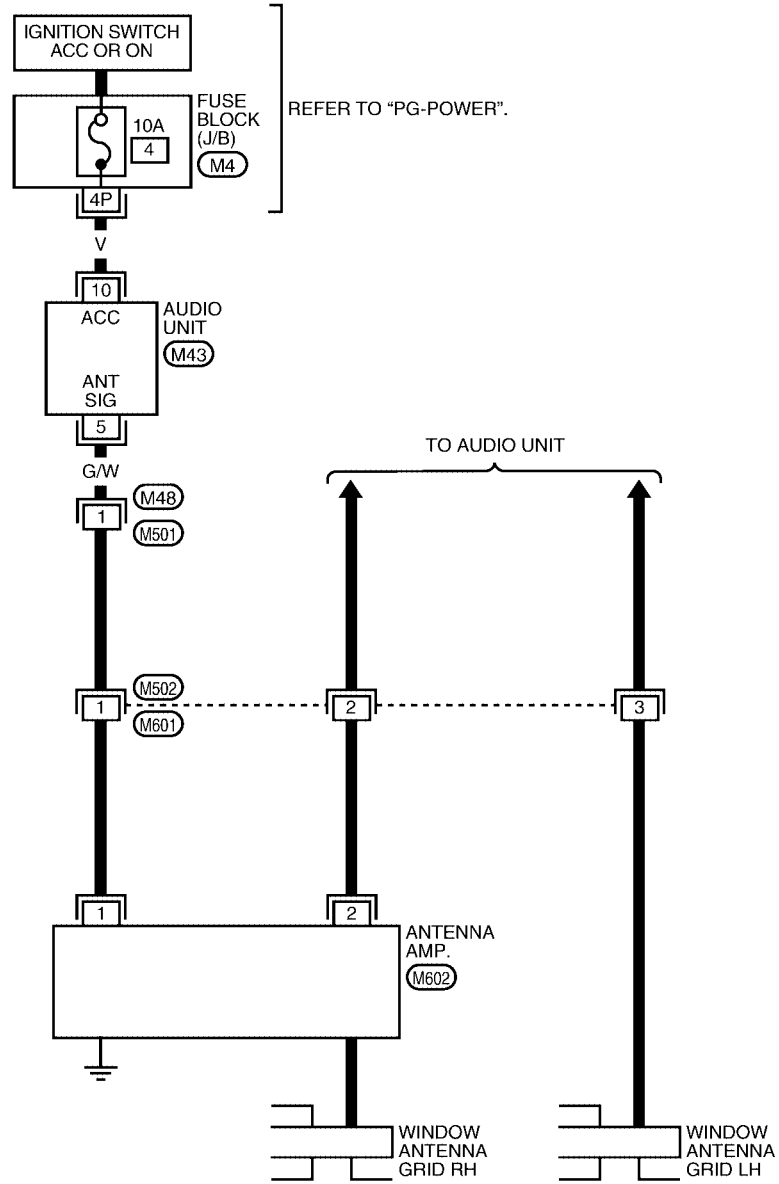 IGNITION SWITCH
ACC OR ON
FUSE
BLOCK
(J/B)
M4
10A
4
REFER TO “PG-POWER”.
4P
V
10
ACC
AUDIO
UNIT
M43
ANT
SIG
5
G/W
TO AUDIO UNIT
M48
1
M501
M502
1
M601
2
3
1
2
ANTENNA
AMP.
M602
WINDOW
ANTENNA
GRID RH
WINDOW
ANTENNA
GRID LH